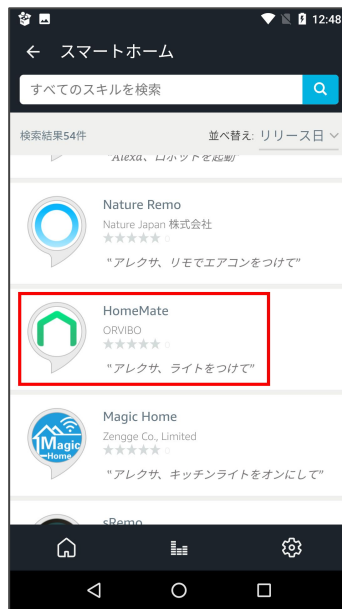 12:48
スマートホーム
すべてのスキルを検索
検索結果54件 並べ替え: リリース日
"Alexa、ロボットを起動"
Nature Remo
Nature Japan 株式会社
0
"アレクサ、リモでエアコンをつけて"
HomeMate
ORVIBO
0
"アレクサ、ライトをつけて"
Magic
Home
Magic Home
Zengge Co., Limited
0
"アレクサ、キッチンライトをオンにして"
sRemo